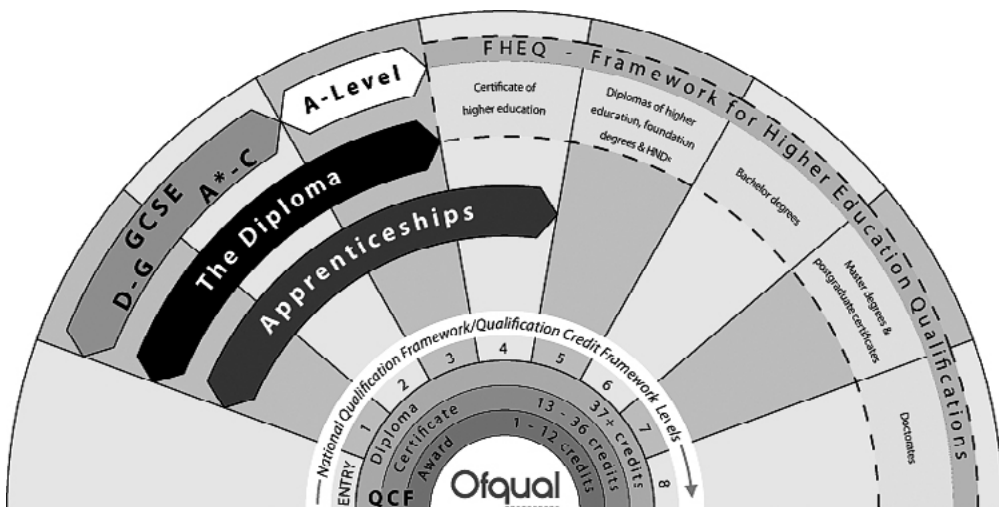 FHEQ - Framework for Higher Education Qualifications
Certificate of
higher education
Diplomas of higher
education, foundation
degrees & HNDs
Bachelor degrees
Master degrees &
postgraduate certificates
Doctorates
A-Level
GCSE
D-G A*-C
The Diploma
Apprenticeships
National Qualification Framework/Qualification Credit Framework Levels
ENTRY 1 2 3 4 5 6 7 8
Diploma 37+ credits
Certificate 13 - 36 credits
Award 1 - 12 credits
QCF
Ofqual